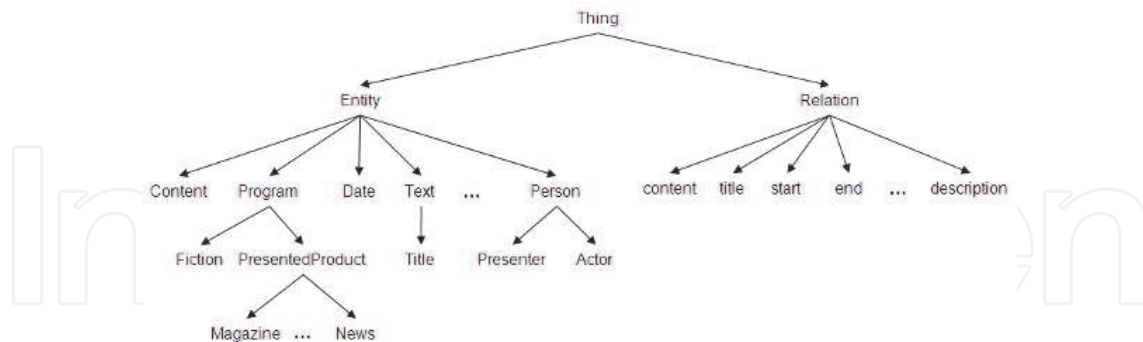 Thing
Entity Relation
Content Program Date Text ... Person content title start end ... description
Fiction PresentedProduct Title Presenter Actor
Magazine ... News